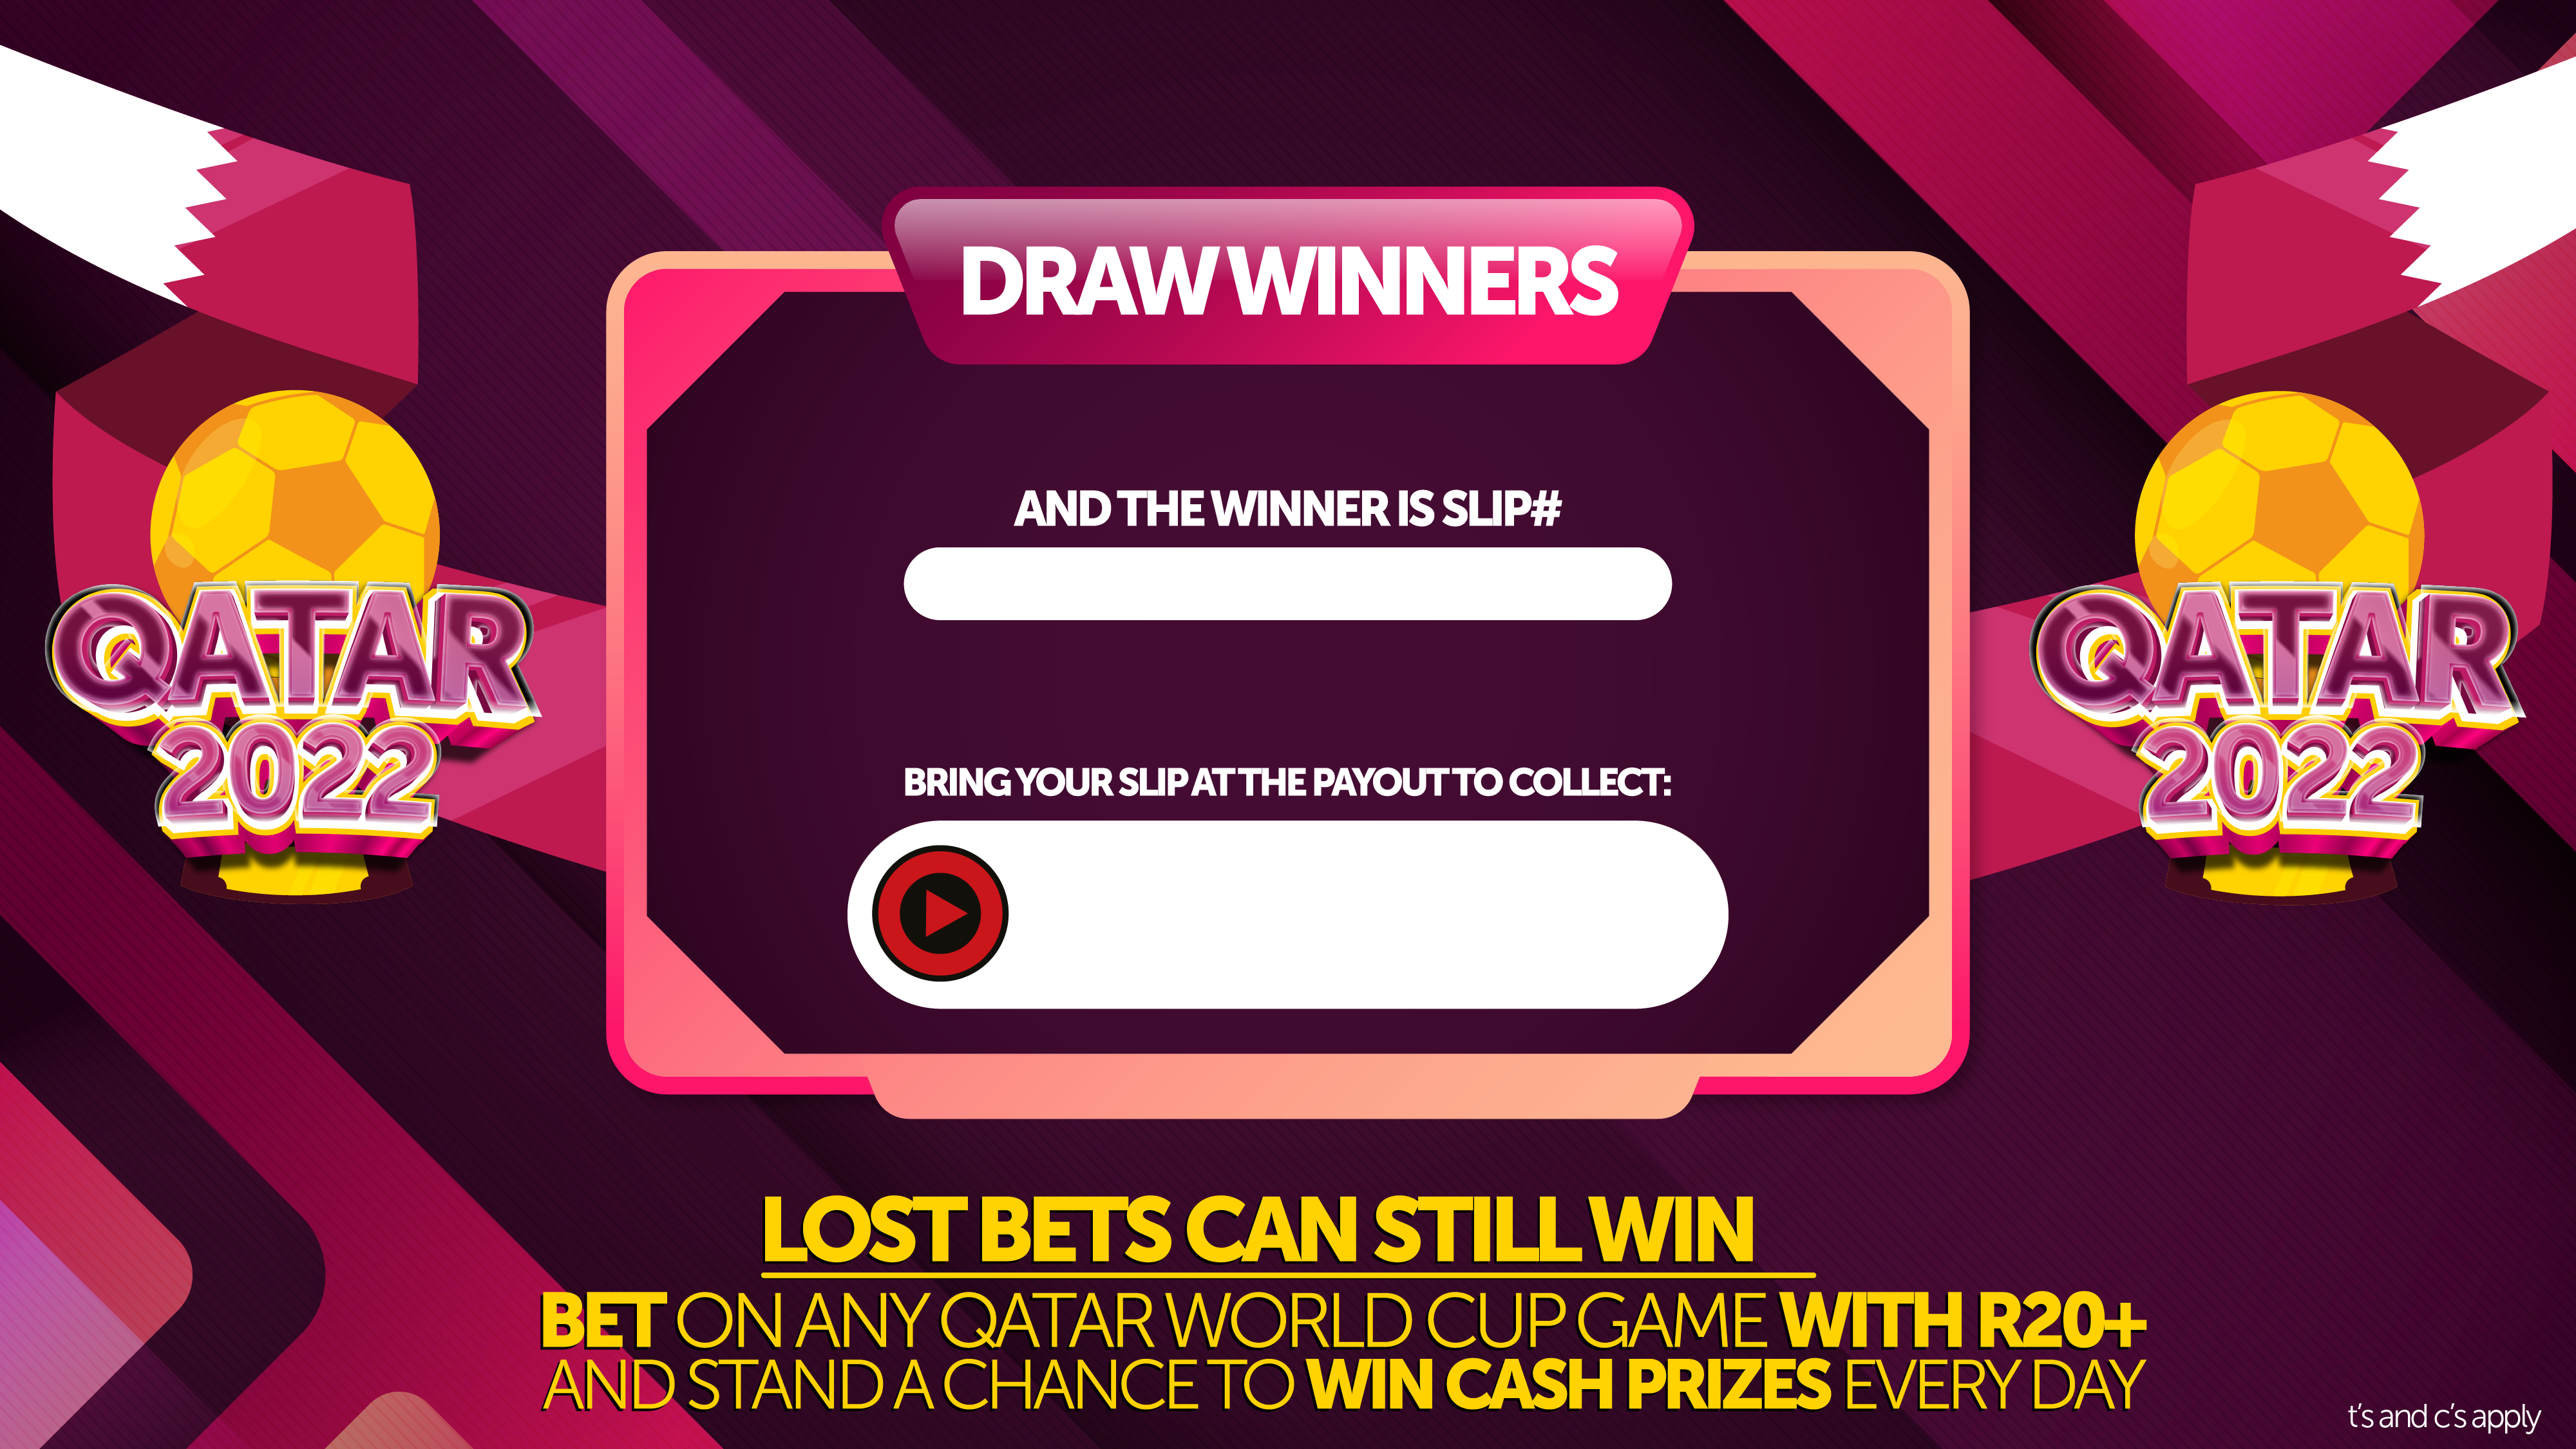 DRAW WINNERS
AND THE WINNER IS SLIP#
BRING YOUR SLIP AT THE PAYOUT TO COLLECT:
QATAR
2022
QATAR
2022
LOST BETS CAN STILL WIN
BET ON ANY QATAR WORLD CUP GAME WITH R20+
AND STAND A CHANCE TO WIN CASH PRIZES EVERY DAY
t's and c's apply